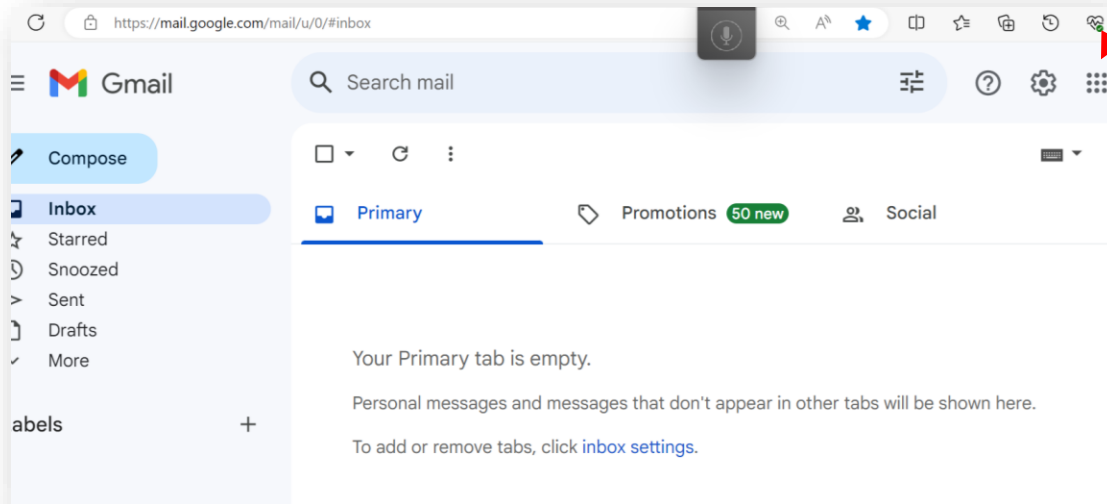 https://mail.google.com/mail/u/0/#inbox
Gmail
Search mail
Compose
Inbox
Starred
Snoozed
Sent
Drafts
More
abels
Primary
Promotions 50 new
Social
Your Primary tab is empty.
Personal messages and messages that don't appear in other tabs will be shown here.
To add or remove tabs, click inbox settings.